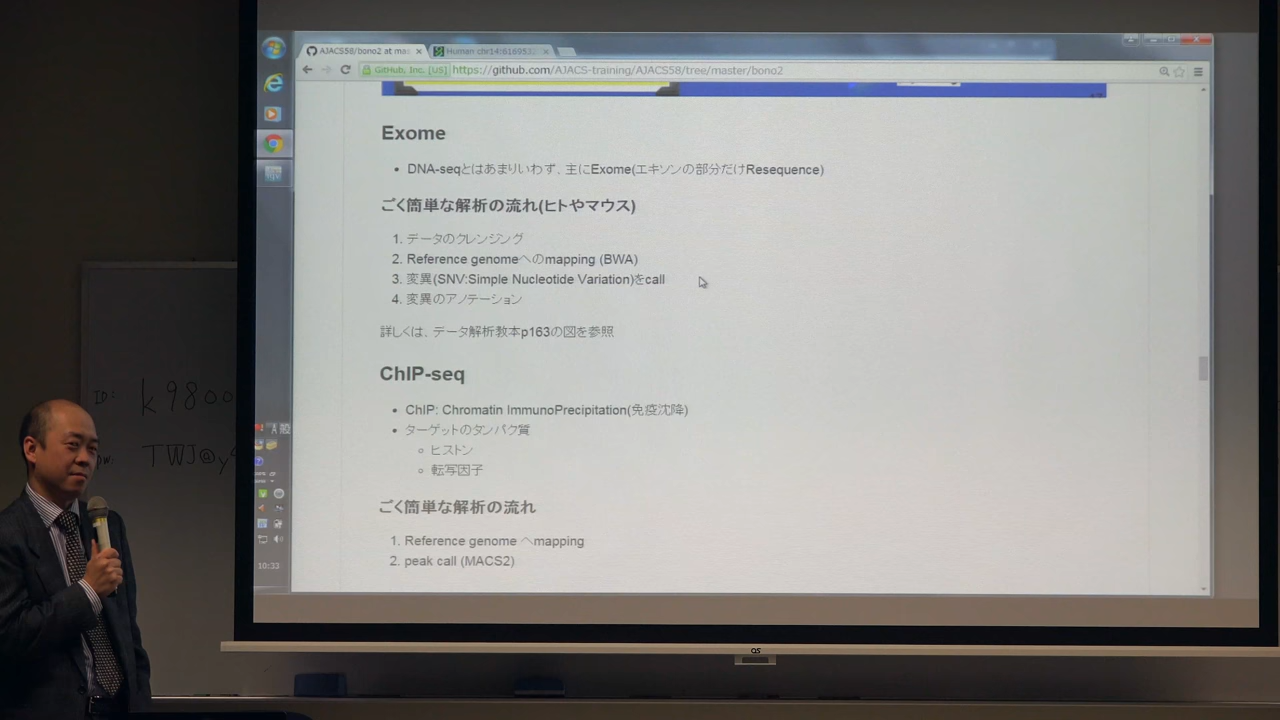 AJACS58/bono2 at mas
Human chr14:6169533
GitHub, Inc. [US]
https://github.com/AJACS-training/AJACS58/tree/master/bono2
Exome
• DNA-seqとはあまりいわず、主にExome(エキソンの部分だけResequence)
ごく簡単な解析の流れ(ヒトやマウス)
1. データのクレンジング
2. Reference genomeへのmapping (BWA)
3. 変異(SNV:Simple Nucleotide Variation)をcall
4. 変異のアノテーション
詳しくは、データ解析教本p163の図を参照
ChIP-seq
• ChIP: Chromatin ImmunoPrecipitation(免疫沈降)
• ターゲットのタンパク質
◦ ヒストン
◦ 転写因子
ごく簡単な解析の流れ
1. Reference genome へmapping
2. peak call (MACS2)
10:33
ID: k9800
PW: TWJ@y
OS